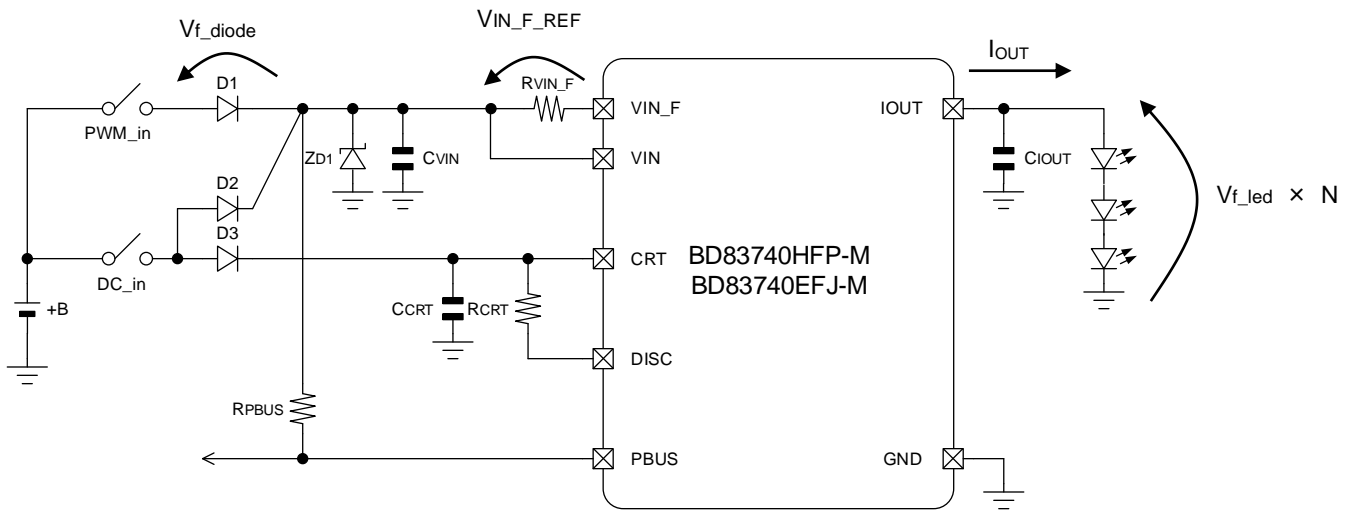 Vf_diode
VIN_F_REF
IOUT
D1
RVIN_F
PWM_in
VIN_F
IOUT
ZD1
CVIN
VIN
CIOUT
D2
Vf_led × N
D3
DC_in
CRT
BD83740HFP-M
BD83740EFJ-M
+B
CCRT
RCRT
DISC
RPBUS
PBUS
GND